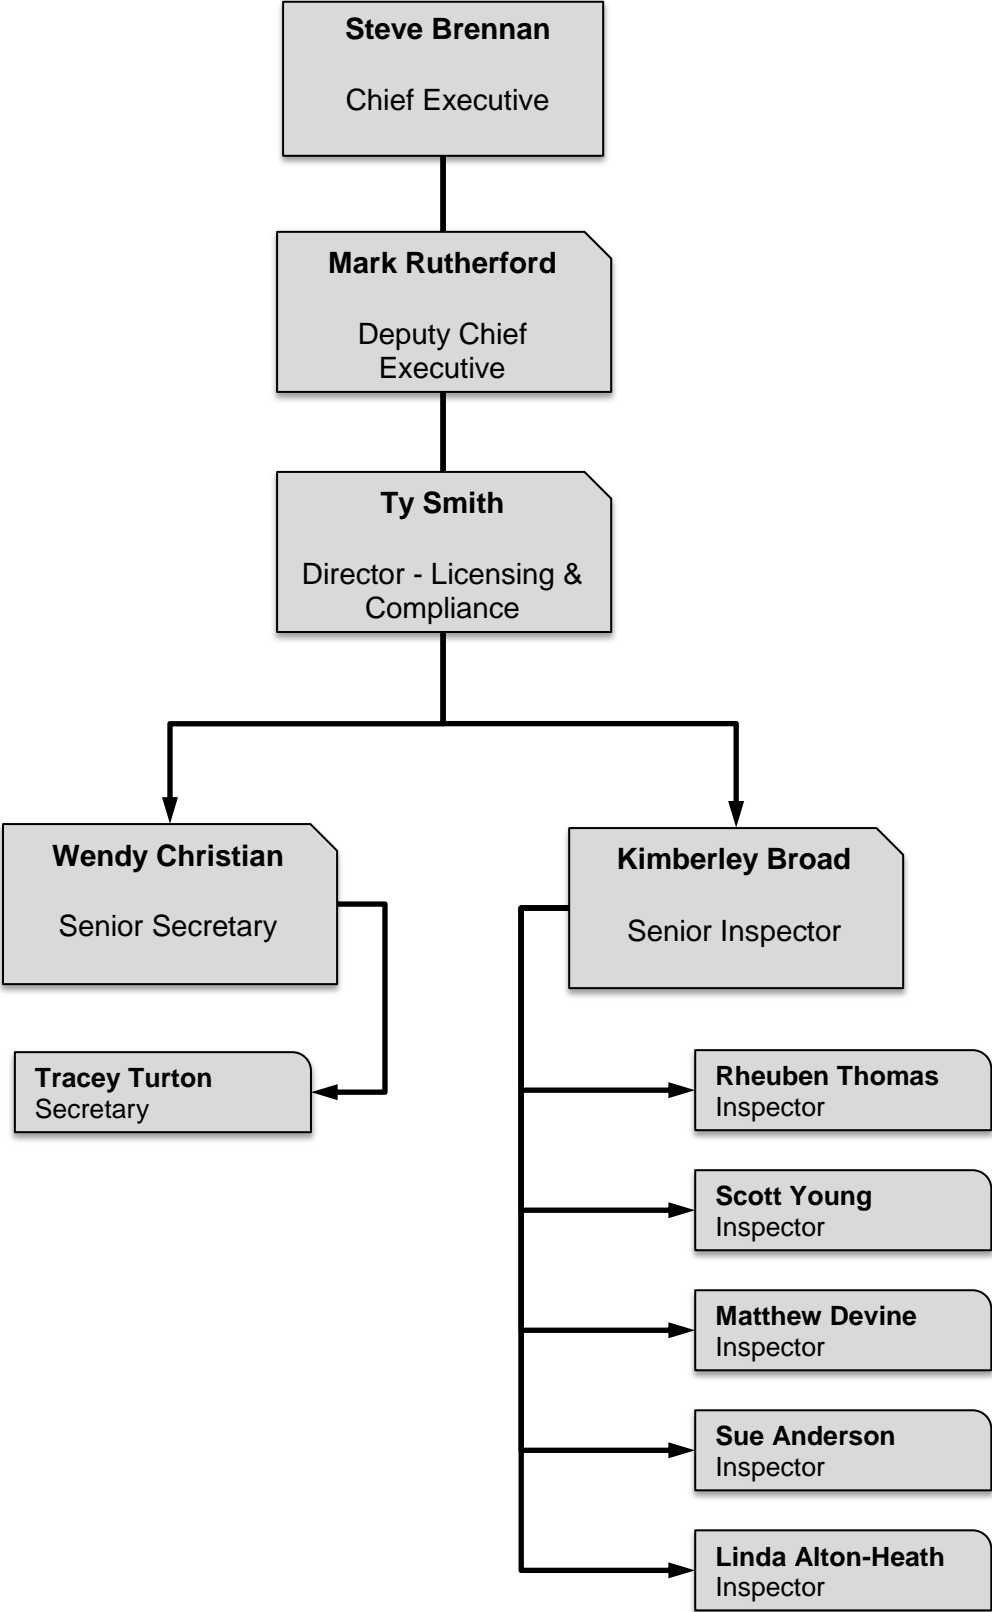 Steve Brennan
Chief Executive
Mark Rutherford
Deputy Chief
Executive
Ty Smith
Director - Licensing &
Compliance
Wendy Christian
Senior Secretary
Kimberley Broad
Senior Inspector
Tracey Turton
Secretary
Rheuben Thomas
Inspector
Scott Young
Inspector
Matthew Devine
Inspector
Sue Anderson
Inspector
Linda Alton-Heath
Inspector